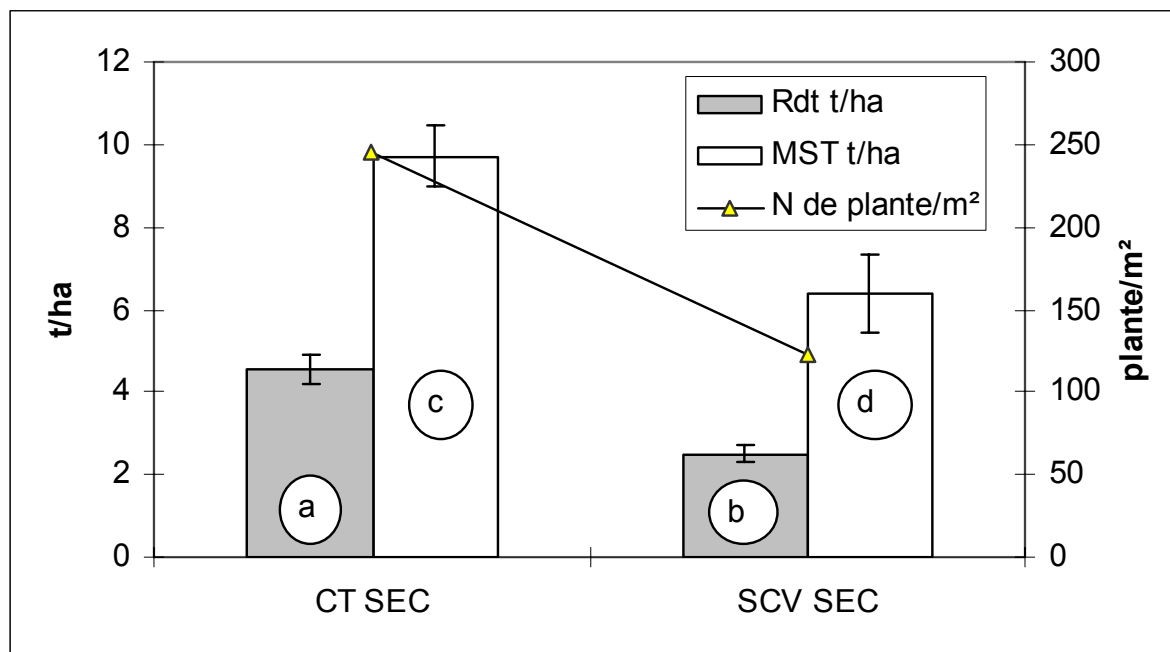 12
10
8
6
4
2
0
t/ha
300
250
200
150
100
50
0
plante/m²
Rdt t/ha
MST t/ha
N de plante/m²
a
c
b
d
CT SEC
SCV SEC